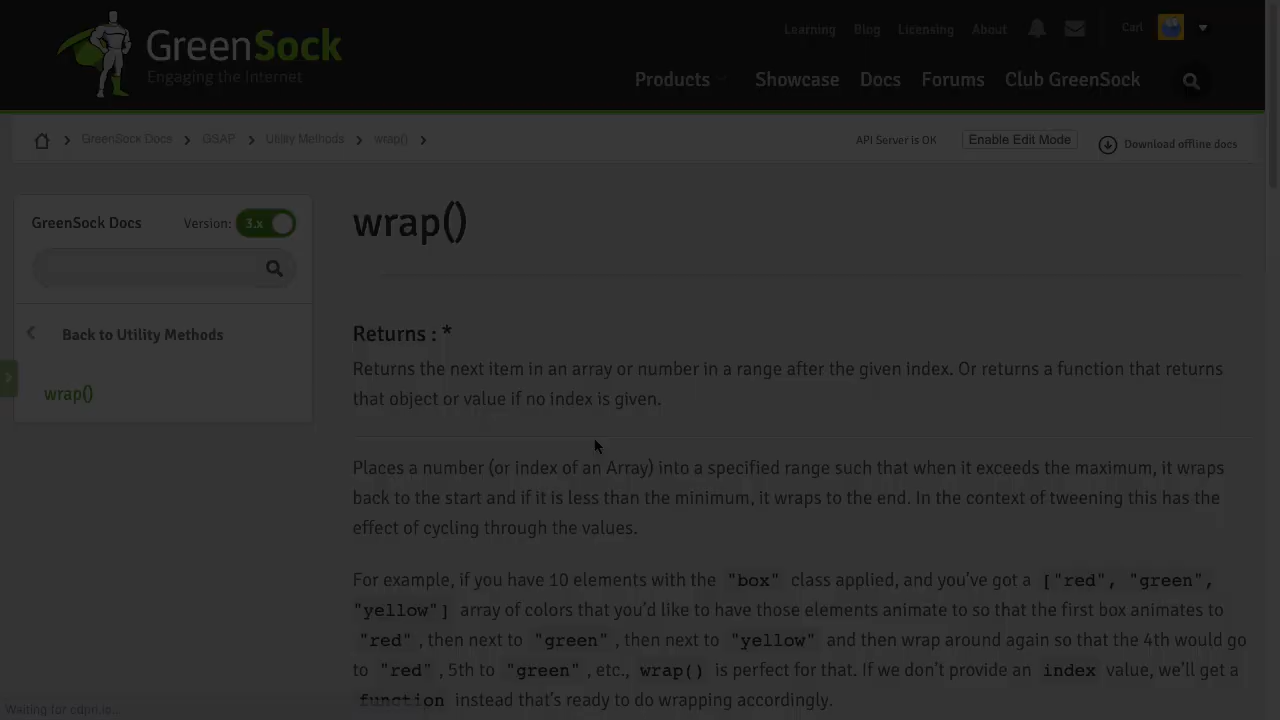 GreenSock
Engaging the Internet
Learning Blog Licensing About Carl
Products Showcase Docs Forums Club GreenSock
GreenSock Docs GSAP Utility Methods wrap()
API Server is OK Enable Edit Mode Download offline docs
GreenSock Docs Version: 3.x
Back to Utility Methods
wrap()
wrap()
Returns : *
Returns the next item in an array or number in a range after the given index. Or returns a function that returns
that object or value if no index is given.
Places a number (or index of an Array) into a specified range such that when it exceeds the maximum, it wraps
back to the start and if it is less than the minimum, it wraps to the end. In the context of tweening this has the
effect of cycling through the values.
For example, if you have 10 elements with the "box" class applied, and you've got a ["red", "green",
"yellow"] array of colors that you'd like to have those elements animate to so that the first box animates to
"red" , then next to "green" , then next to "yellow" and then wrap around again so that the 4th would go
to "red" , 5th to "green" , etc., wrap() is perfect for that. If we don't provide an index value, we'll get a
function instead that's ready to do wrapping accordingly.
Waiting for cdpn.io...